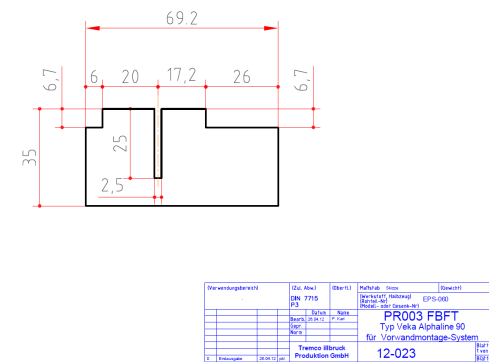 69.2
6 20 17,2 26
6,7
6,7
35
25
2,5
(Verwendungsbereich) (Zul. Abw.) (Oberfl.) Maßstab (Gewicht)
DIN 7715
P3
(Werkstoff, Halbzeug) EPS-060
(Rohteil-Nr)
(Modell- oder Gesenk-Nr)
Datum Name
Bearb. 26.04.12
Gepr.
Norm
PR003 FBFT
Typ Veka Alphaline 90
für Vorwandmontage-System
Tremco illbruck
Produktion GmbH
12-023
Blatt
0 Erstausgabe 26.04.12